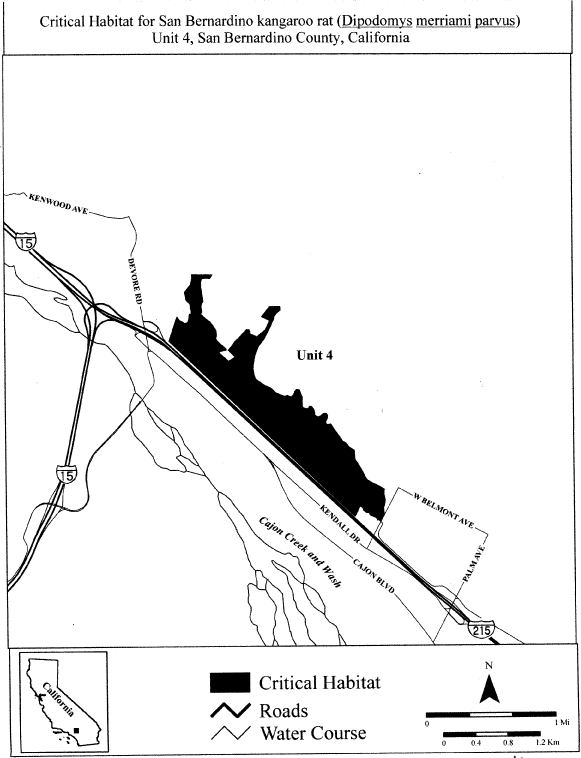 Critical Habitat for San Bernardino kangaroo rat (Dipodomys merriami parvus)
Unit 4, San Bernardino County, California
KENWOOD AVE
15
DEVORE RD
Unit 4
15
W BELMONT AVE
KENDALL DR
Cajon Creek and Wash
CAJON BLVD
PALM AVE
215
California
Critical Habitat
Roads
Water Course
N
0 1 Mi
0 0.4 0.8 1.2 Km